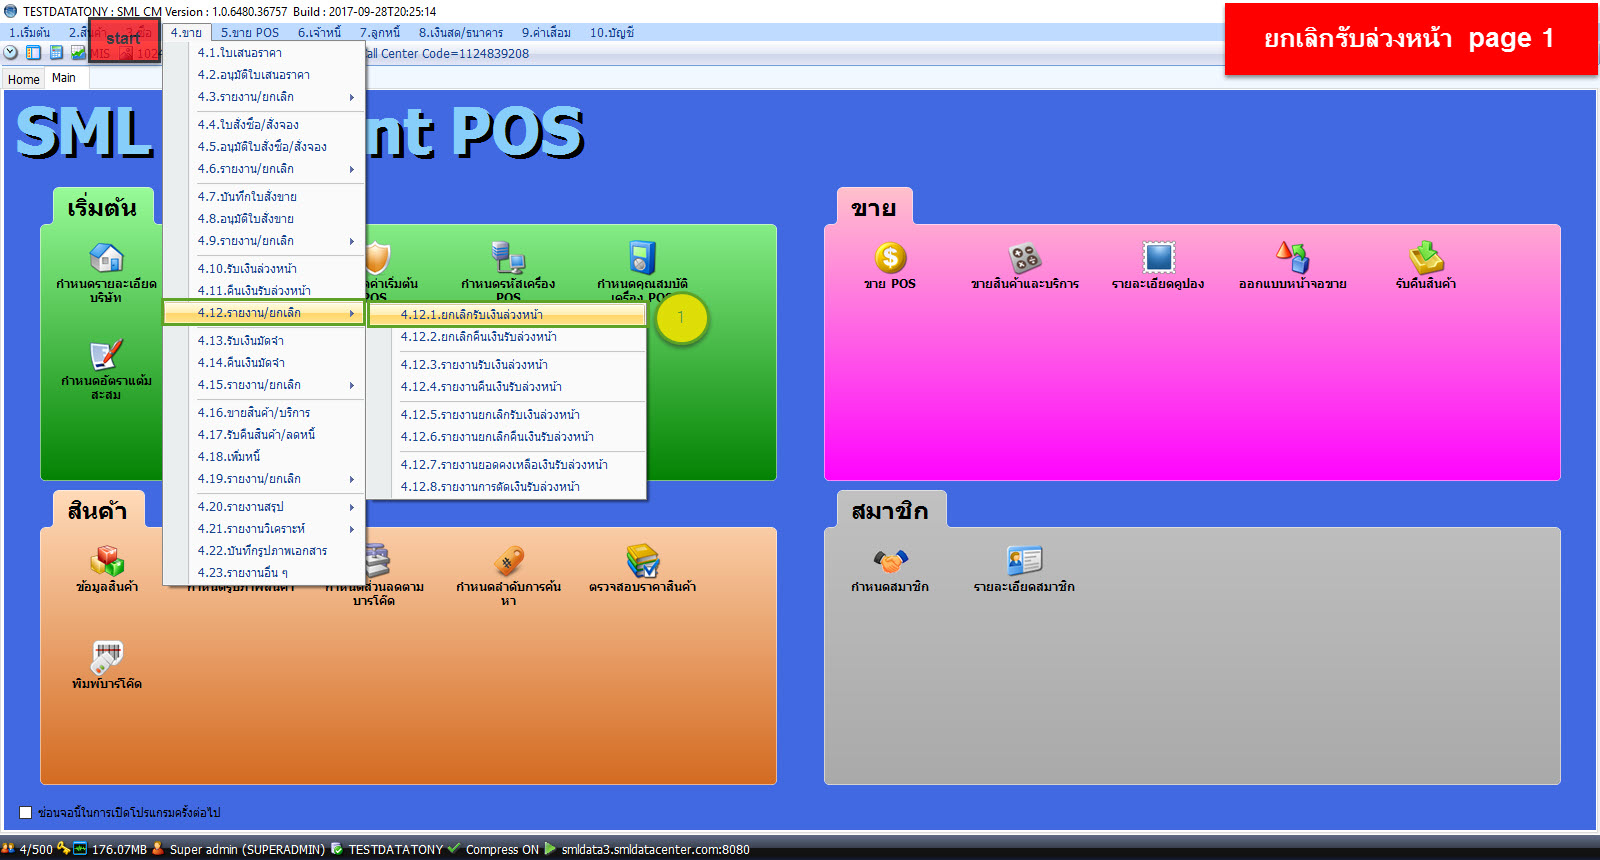 TESTDATATONY : SML CM Version : 1.0.6480.36757 Build : 2017-09-28T20:25:14
ยกเลิกรับล่วงหน้า page 1
1.เริ่มต้น 2.สินค้า 3.ซื้อ 4.ขาย 5.ขาย POS 6.เจ้าหนี้ 7.ลูกหนี้ 8.เงินสด/ธนาคาร 9.ค่าเสื่อม 10.บัญชี
start
MIS 1024
all Center Code=1124839208
Home Main
SML nt POS
4.1.ใบเสนอราคา
4.2.อนุมัติใบเสนอราคา
4.3.รายงาน/ยกเลิก
4.4.ใบสั่งซื้อ/สั่งจอง
4.5.อนุมัติใบสั่งซื้อ/สั่งจอง
4.6.รายงาน/ยกเลิก
4.7.บันทึกใบสั่งขาย
4.8.อนุมัติใบสั่งขาย
4.9.รายงาน/ยกเลิก
4.10.รับเงินล่วงหน้า
4.11.คืนเงินรับล่วงหน้า
4.12.รายงาน/ยกเลิก
4.13.รับเงินมัดจำ
4.14.คืนเงินมัดจำ
4.15.รายงาน/ยกเลิก
4.16.ขายสินค้า/บริการ
4.17.รับคืนสินค้า/ลดหนี้
4.18.เพิ่มหนี้
4.19.รายงาน/ยกเลิก
4.20.รายงานสรุป
4.21.รายงานวิเคราะห์
4.22.บันทึกรูปภาพเอกสาร
4.23.รายงานอื่น ๆ
4.12.1.ยกเลิกรับเงินล่วงหน้า
1
4.12.2.ยกเลิกคืนเงินรับล่วงหน้า
4.12.3.รายงานรับเงินล่วงหน้า
4.12.4.รายงานคืนเงินรับล่วงหน้า
4.12.5.รายงานยกเลิกรับเงินล่วงหน้า
4.12.6.รายงานยกเลิกคืนเงินรับล่วงหน้า
4.12.7.รายงานยอดคงเหลือเงินรับล่วงหน้า
4.12.8.รายงานการตัดเงินรับล่วงหน้า
เริ่มต้น
กำหนดรายละเอียด
บริษัท
ค่าเริ่มต้น
POS
กำหนดรหัสเครื่อง
POS
กำหนดคุณสมบัติ
เครื่อง POS
กำหนดอัตราแต้ม
สะสม
ขาย
ขาย POS
ขายสินค้าและบริการ
รายละเอียดคูปอง
ออกแบบหน้าจอขาย
รับคืนสินค้า
สินค้า
ข้อมูลสินค้า
กำหนดรูปภาพสินค้า
กำหนดส่วนลดตาม
บาร์โค๊ด
กำหนดลำดับการค้น
หา
ตรวจสอบราคาสินค้า
พิมพ์บาร์โค๊ด
สมาชิก
กำหนดสมาชิก
รายละเอียดสมาชิก
ซ่อนจอนี้ในการเปิดโปรแกรมครั้งต่อไป
4/500 176.07MB Super admin (SUPERADMIN) TESTDATATONY Compress ON smldata3.smldatacenter.com:8080